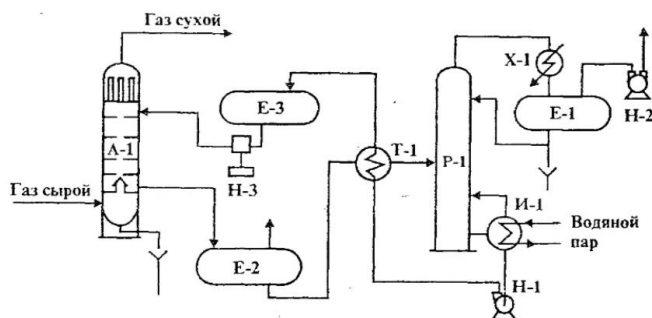 Газ сухой
Х-1
Е-3
Е-1
Н-2
А-1
Т-1
Р-1
Н-3
Газ сырой
И-1
Водяной
пар
Е-2
Н-1